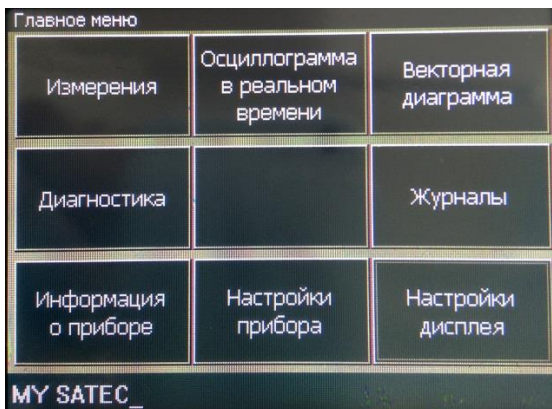 Главное меню
Измерения
Осциллограмма
в реальном
времени
Векторная
диаграмма
Диагностика
Журналы
Информация
о приборе
Настройки
прибора
Настройки
дисплея
MY SATEC_